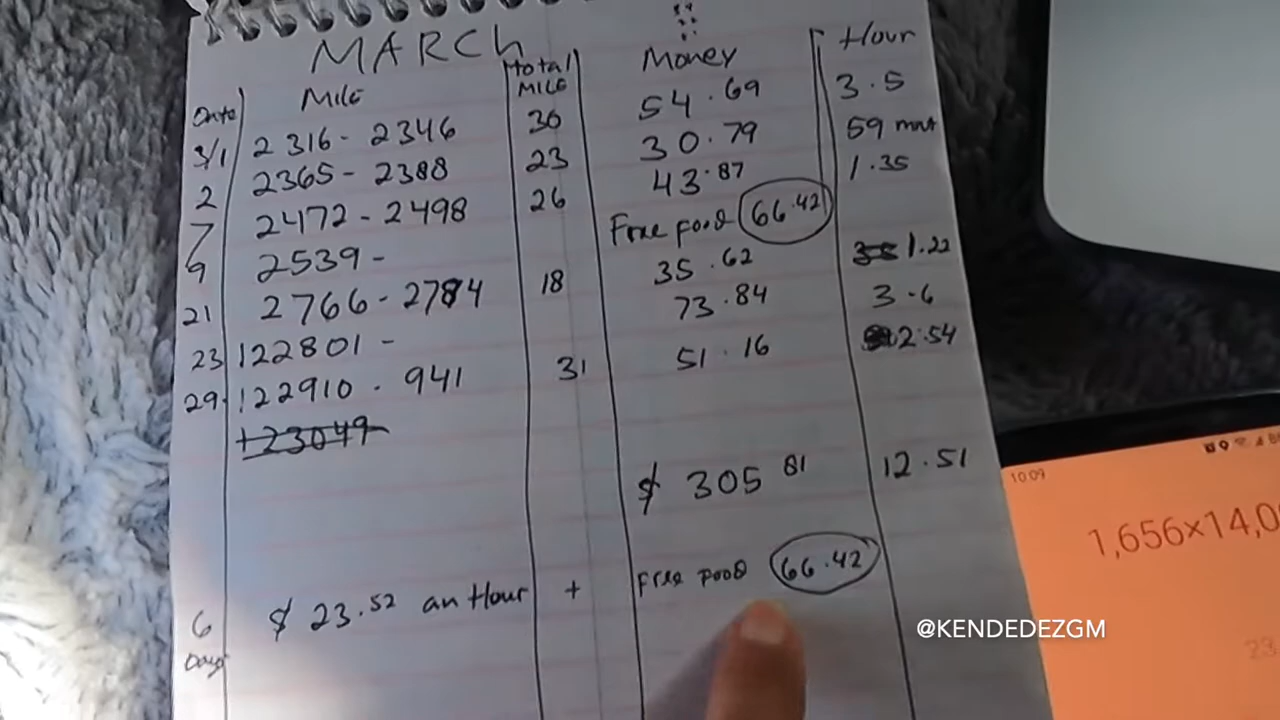 MARCH
Date Mile Total MILE Money Hour
3/1 2316 - 2346 30 54.69 3.5
2 2365 - 2388 23 30.79 59 mnt
7 2472 - 2498 26 43.87 1.35
9 2539 - Free food 66.42
21 2766 - 2784 18 35.62 1.22
23 122801 - 73.84 3.6
29 122910 - 941 31 51.16 2.54
123049
$ 305 81 12.51
6 Days $ 23.52 an Hour + Free food 66.42
10:09
1,656×14,0
23
@KENDEDEZGM